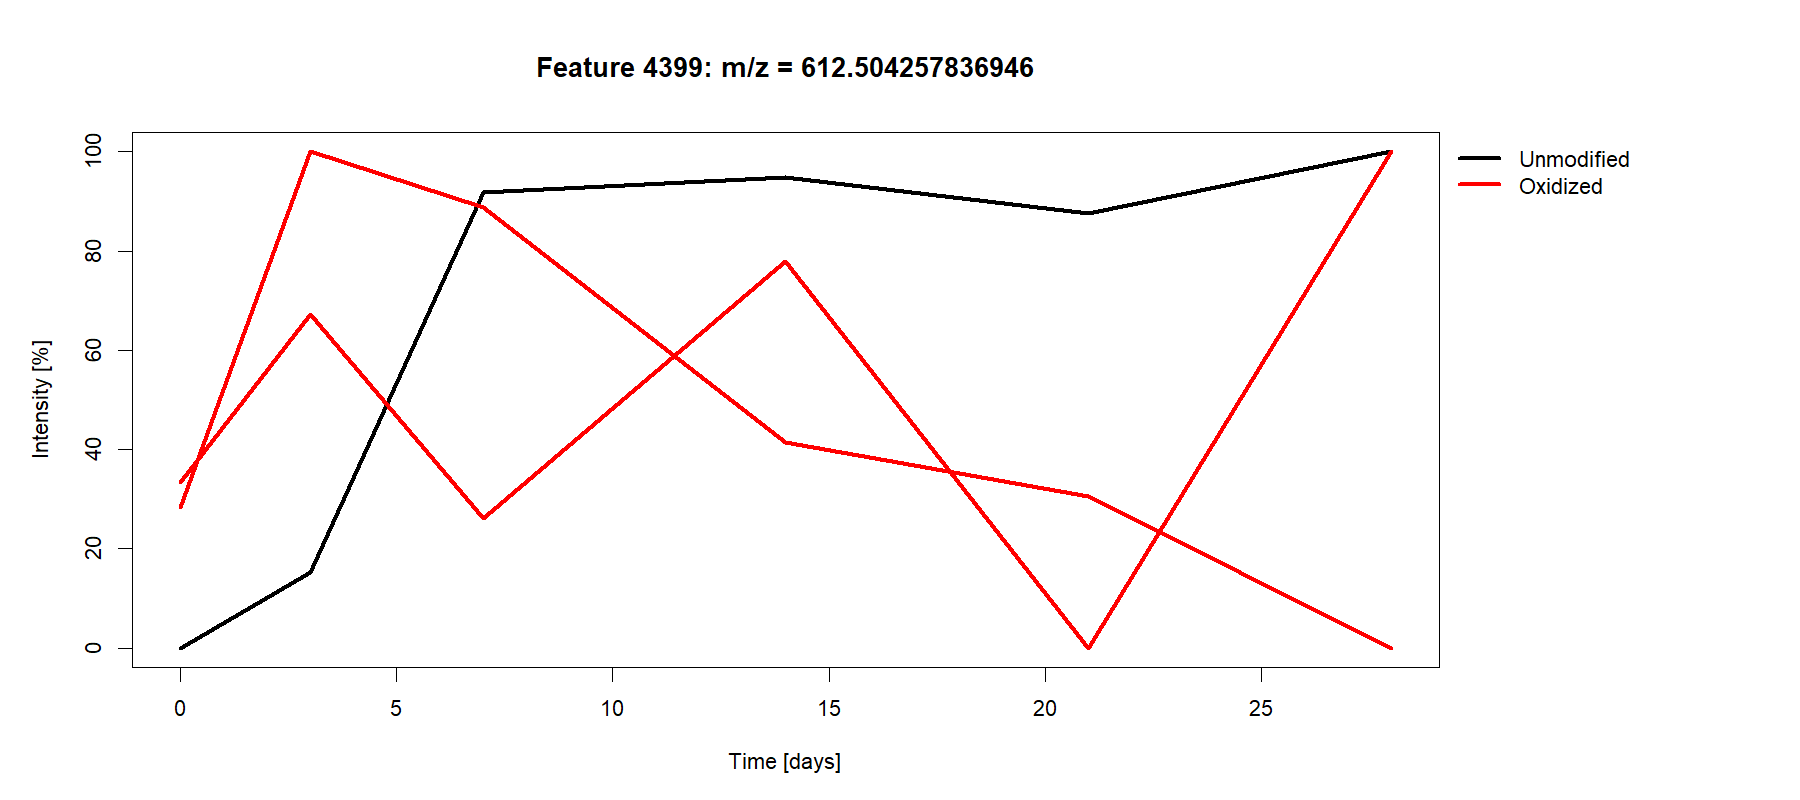 Feature 4399: m/z = 612.504257836946
Unmodified
Oxidized
Intensity [%]
100
80
60
40
20
0
0 5 10 15 20 25
Time [days]